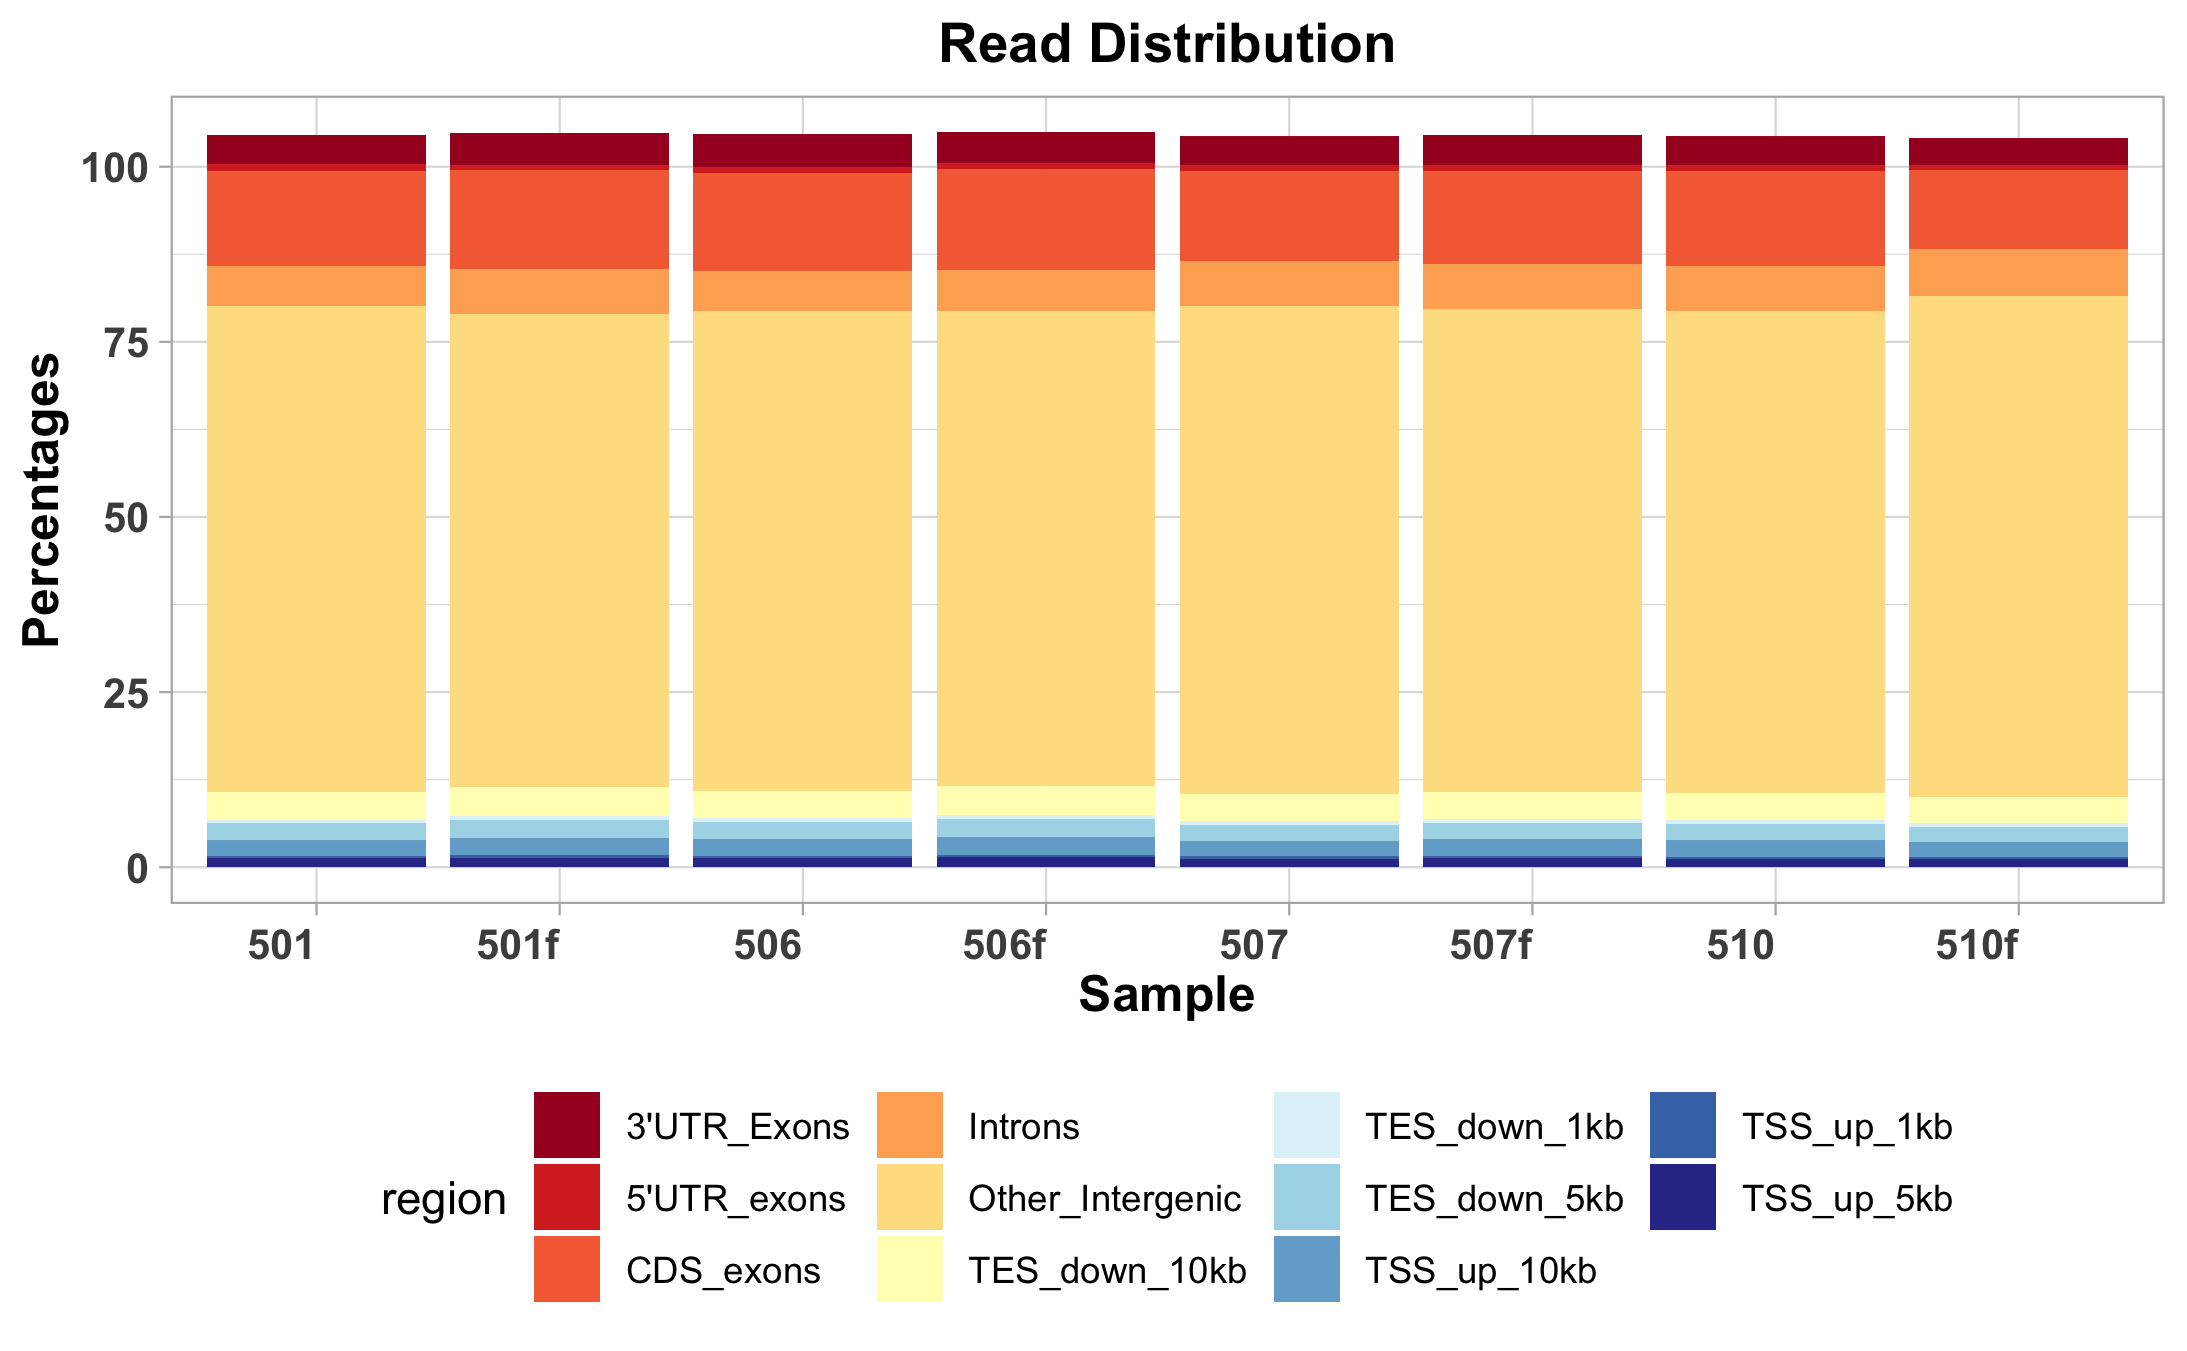 Read Distribution
Percentages
100
75
50
25
0
501 501f 506 506f 507 507f 510 510f
Sample
region
3'UTR_Exons Introns TES_down_1kb TSS_up_1kb
5'UTR_exons Other_Intergenic TES_down_5kb TSS_up_5kb
CDS_exons TES_down_10kb TSS_up_10kb